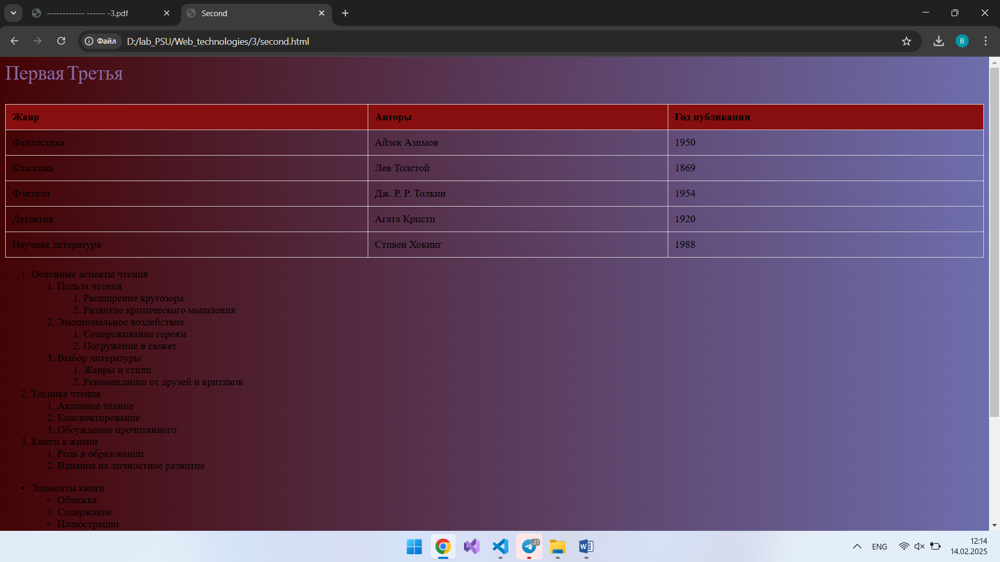 ------------ ------ -3.pdf
Second
Файл D:/lab_PSU/Web_technologies/3/second.html
B
Первая Третья
Жанр Авторы Год публикации
Фантастика Айзек Азимов 1950
Классика Лев Толстой 1869
Фэнтези Дж. Р. Р. Толкин 1954
Детектив Агата Кристи 1920
Научная литература Стивен Хокинг 1988
1. Основные аспекты чтения
1. Польза чтения
1. Расширение кругозора
2. Развитие критического мышления
2. Эмоциональное воздействие
1. Сопереживание героям
2. Погружение в сюжет
3. Выбор литературы
1. Жанры и стили
2. Рекомендации от друзей и критиков
2. Техника чтения
1. Активное чтение
2. Конспектирование
3. Обсуждение прочитанного
3. Книги в жизни
1. Роль в образовании
2. Влияние на личностное развитие
• Элементы книги
○ Обложка
○ Содержание
○ Иллюстрации
..27
W
ENG
12:14
14.02.2025